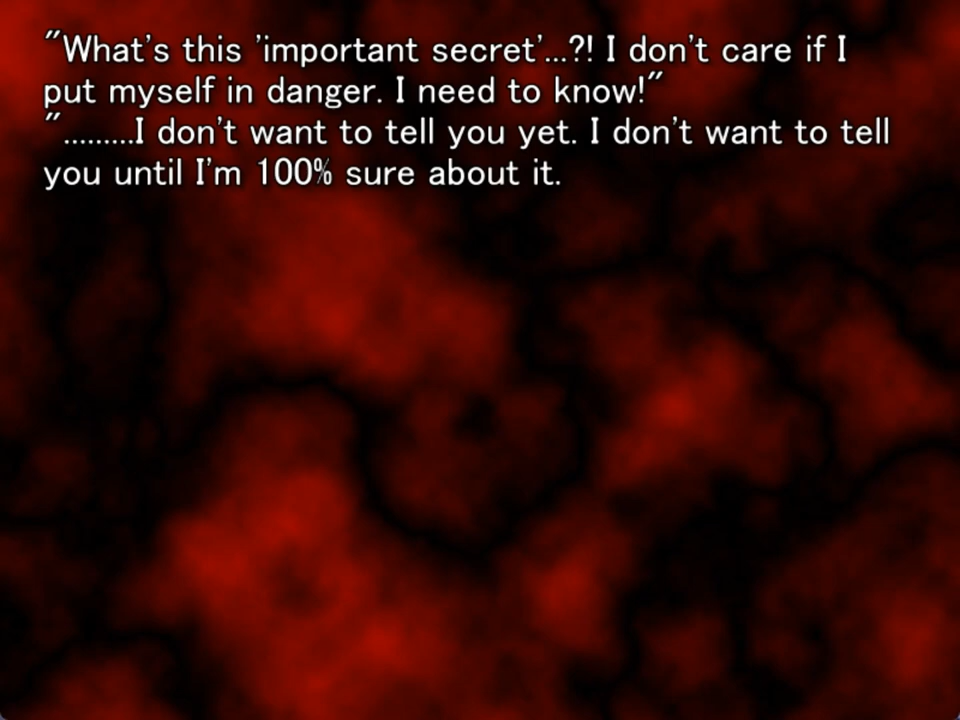 "What's this 'important secret'...?! I don't care if I
put myself in danger. I need to know!"
".........I don't want to tell you yet. I don't want to tell
you until I'm 100% sure about it.